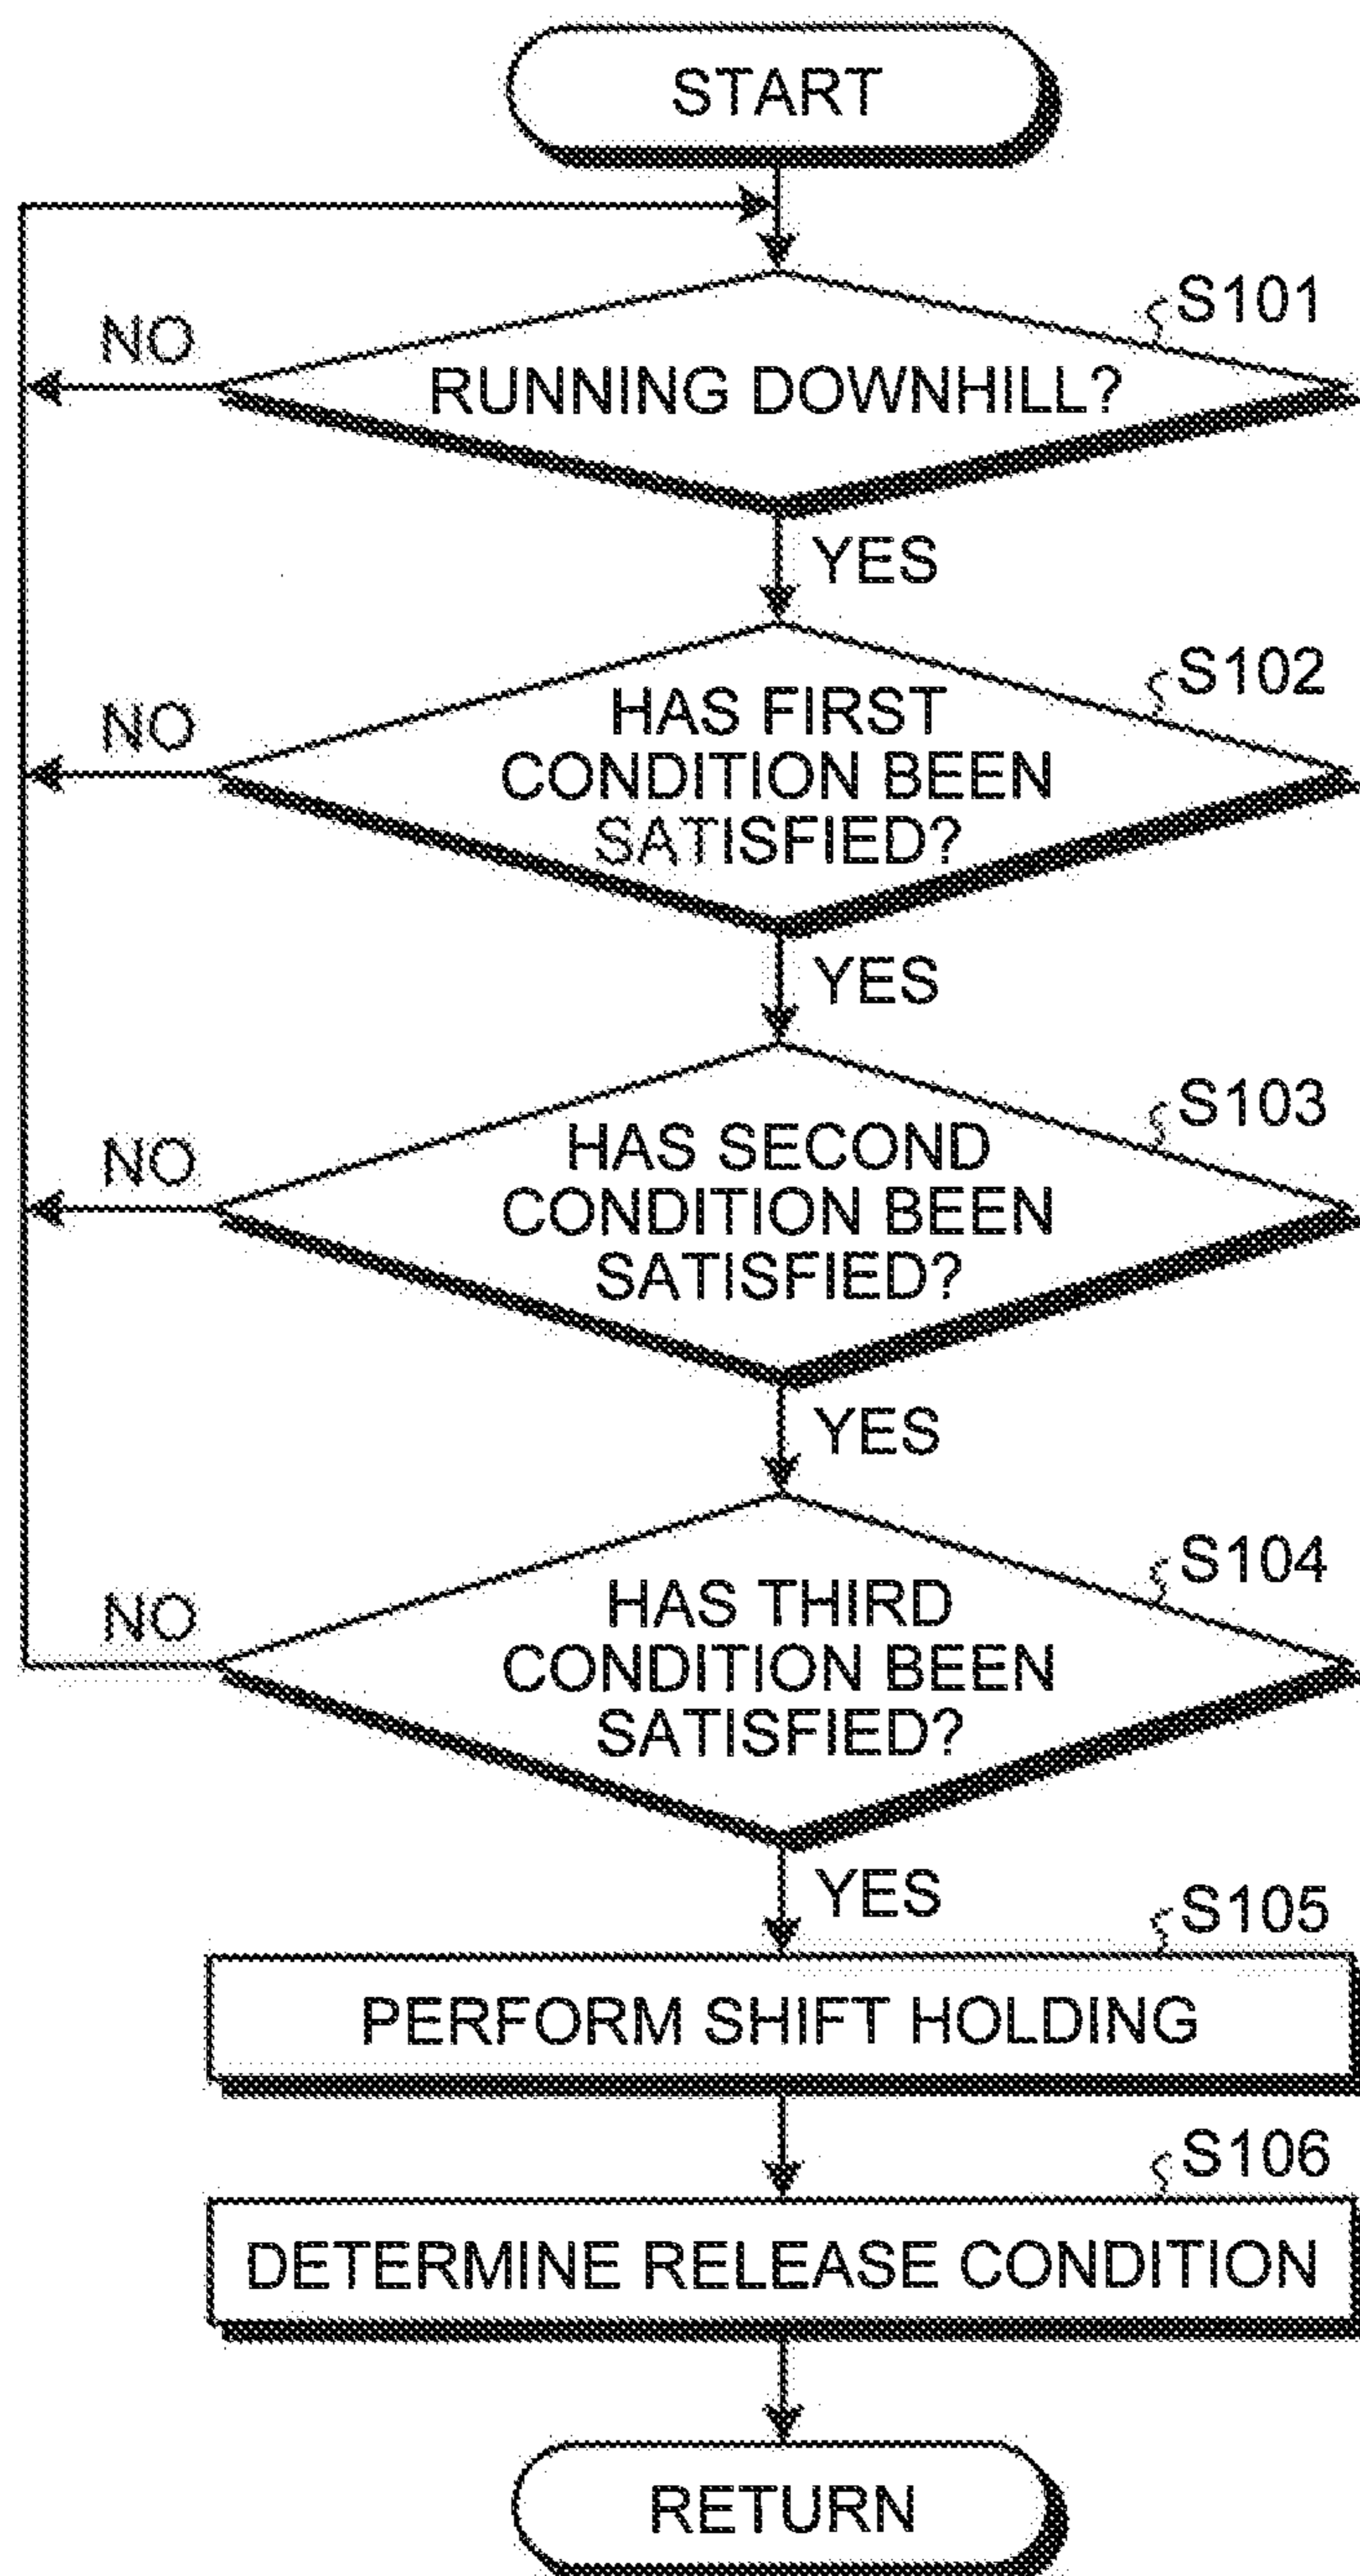 START
S101
NO
RUNNING DOWNHILL?
YES
S102
NO
HAS FIRST
CONDITION BEEN
SATISFIED?
YES
S103
NO
HAS SECOND
CONDITION BEEN
SATISFIED?
YES
S104
NO
HAS THIRD
CONDITION BEEN
SATISFIED?
YES
S105
PERFORM SHIFT HOLDING
S106
DETERMINE RELEASE CONDITION
RETURN